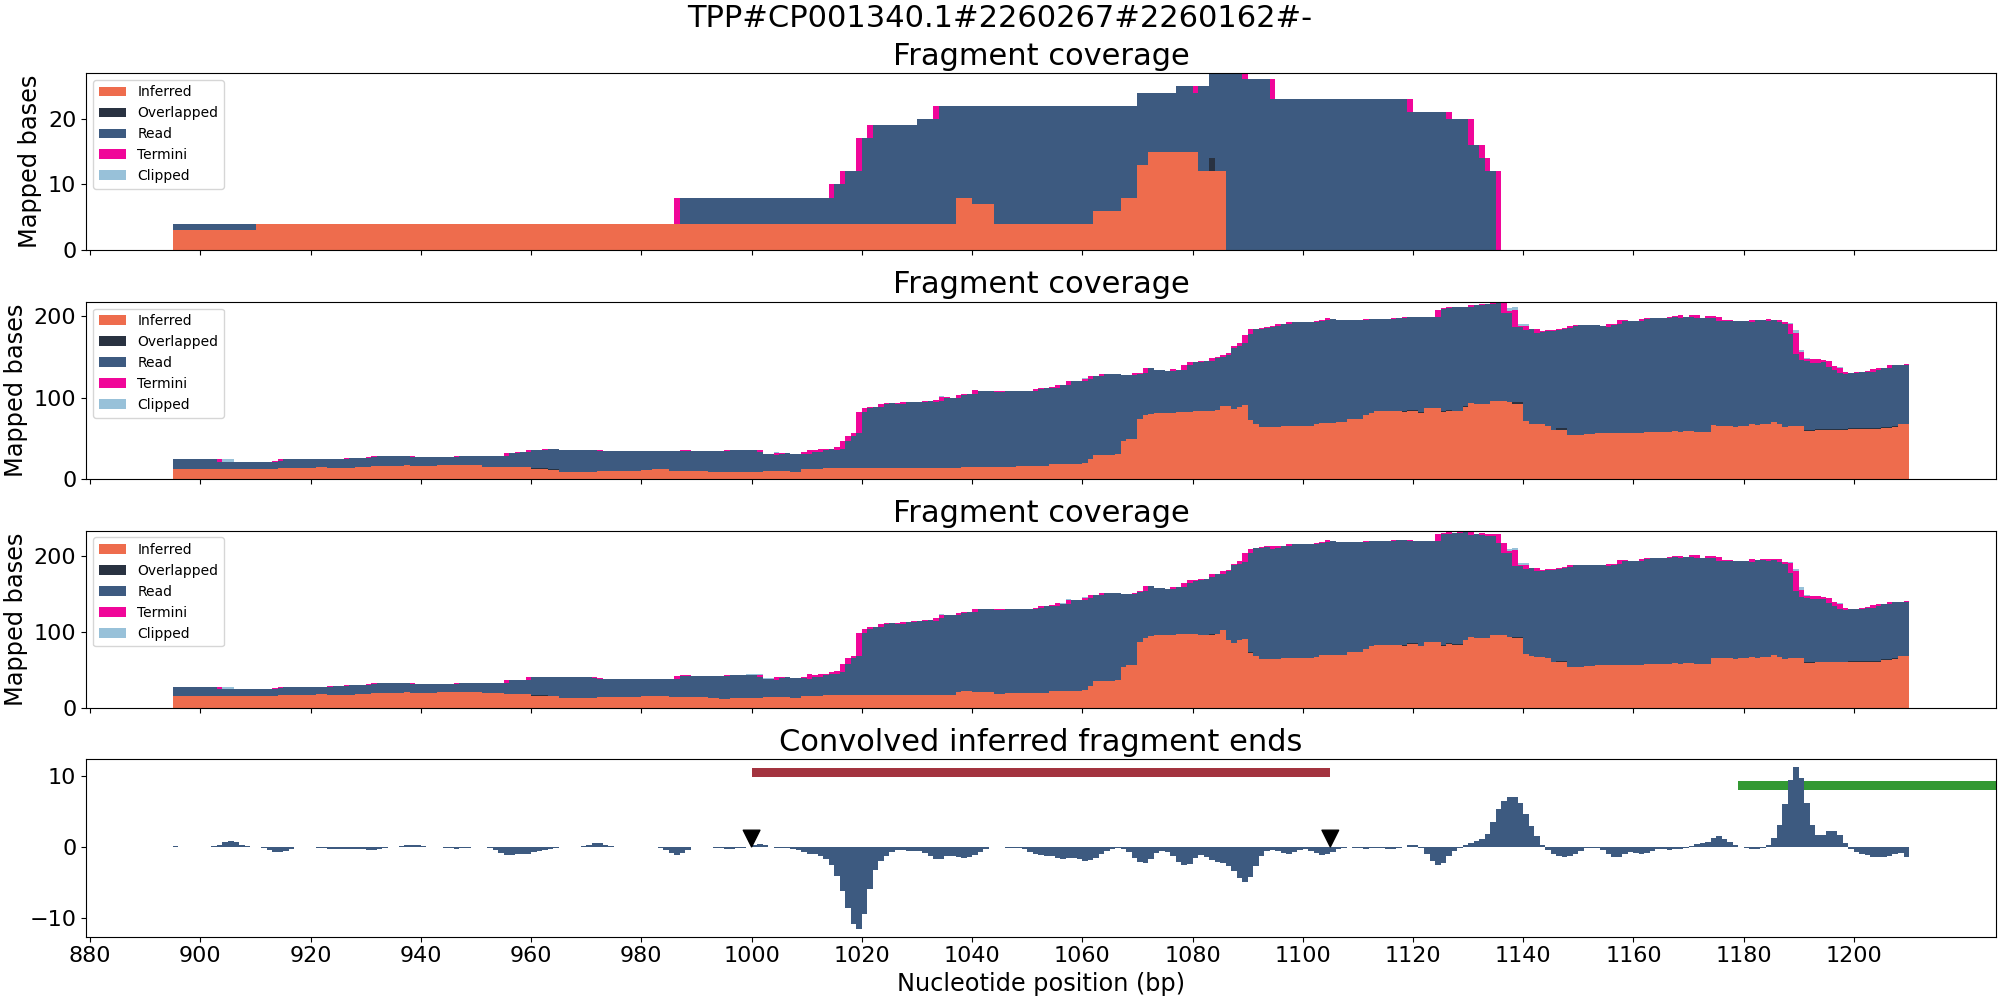 TPP#CP001340.1#2260267#2260162#-
Fragment coverage
Mapped bases
20
10
0
Inferred
Overlapped
Read
Termini
Clipped
Fragment coverage
Mapped bases
200
100
0
Inferred
Overlapped
Read
Termini
Clipped
Fragment coverage
Mapped bases
200
100
0
Inferred
Overlapped
Read
Termini
Clipped
Convolved inferred fragment ends
10
0
−10
880 900 920 940 960 980 1000 1020 1040 1060 1080 1100 1120 1140 1160 1180 1200
Nucleotide position (bp)